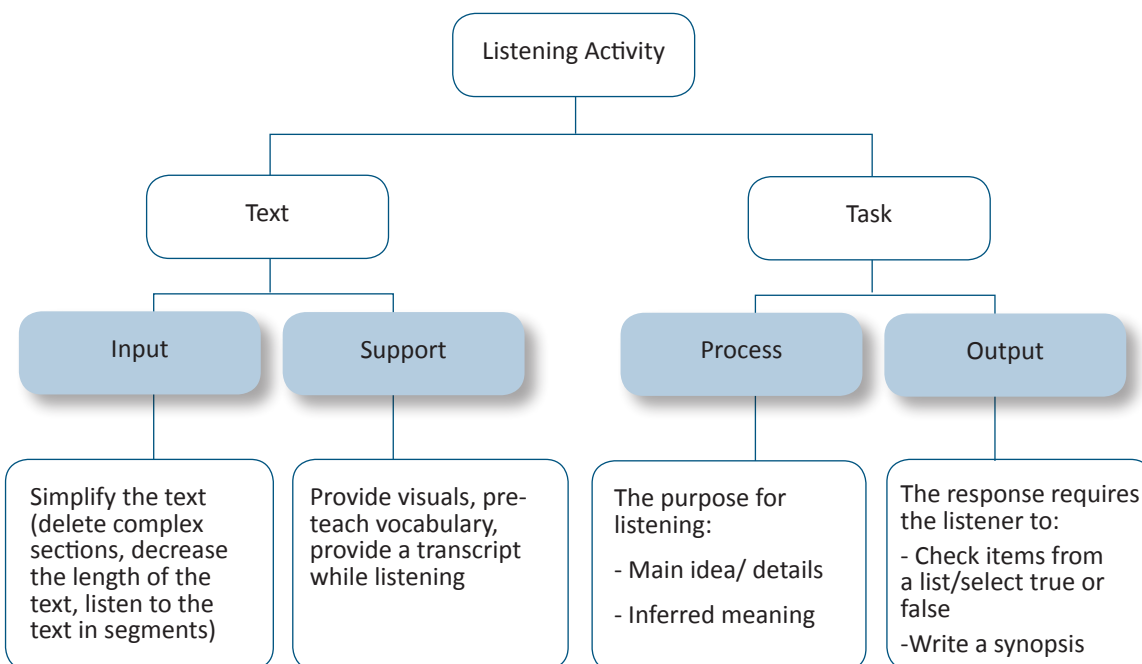 Listening Activity
Text
Task
Input
Support
Process
Output
Simplify the text
(delete complex
sections, decrease
the length of the
text, listen to the
text in segments)
Provide visuals, pre-
teach vocabulary,
provide a transcript
while listening
The purpose for
listening:
- Main idea/ details
- Inferred meaning
The response requires
the listener to:
- Check items from
a list/select true or
false
-Write a synopsis